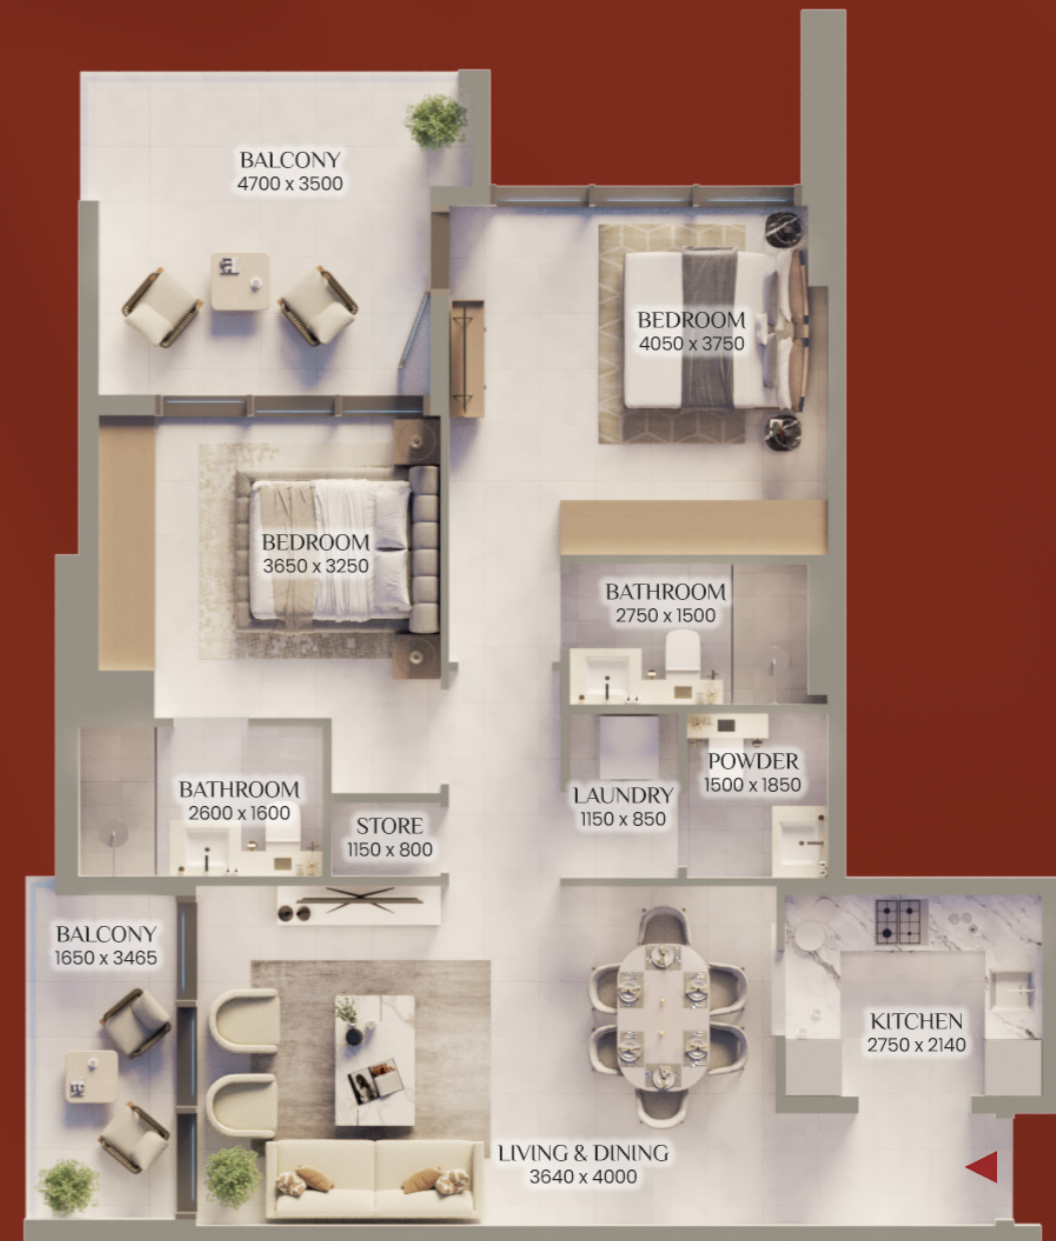 BALCONY
4700 x 3500
BEDROOM
4050 x 3750
BEDROOM
3650 x 3250
BATHROOM
2750 x 1500
POWDER
1500 x 1850
BATHROOM
2600 x 1600
LAUNDRY
1150 x 850
STORE
1150 x 800
BALCONY
1650 x 3465
KITCHEN
2750 x 2140
LIVING & DINING
3640 x 4000